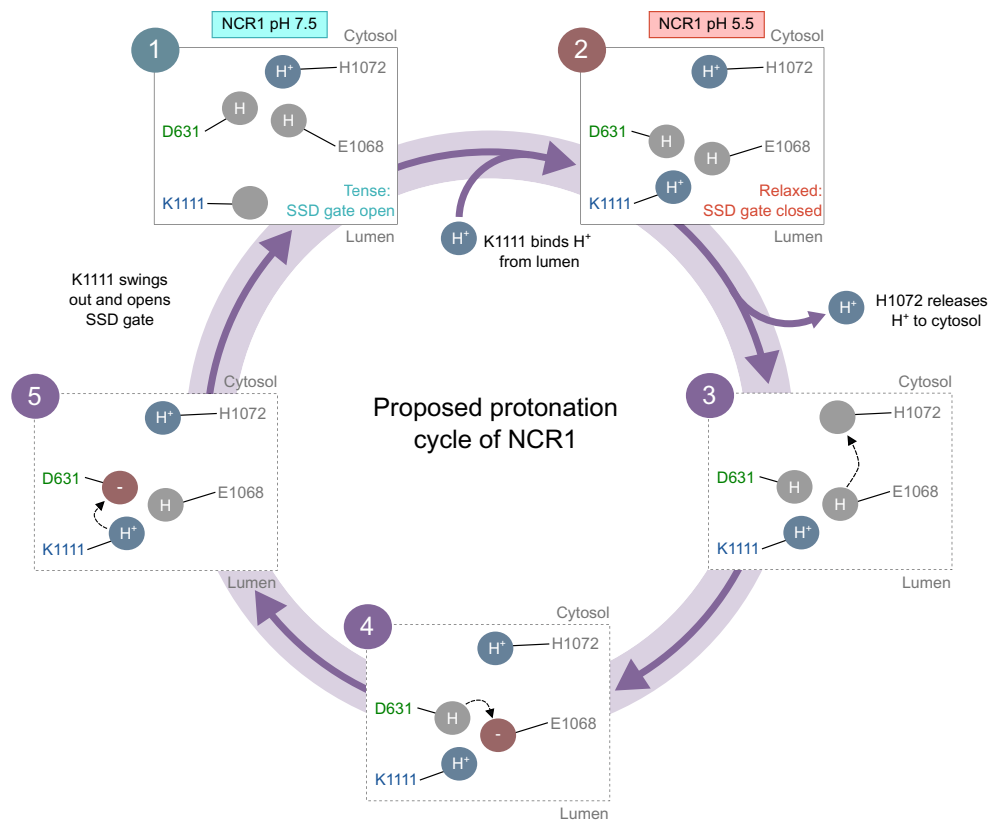 NCR1 pH 7.5
1
Cytosol
H⁺
H1072
H
H
D631
E1068
K1111
Tense:
SSD gate open
Lumen
NCR1 pH 5.5
2
Cytosol
H⁺
H1072
D631
H
H
E1068
K1111
H⁺
Relaxed:
SSD gate closed
Lumen
H⁺
K1111 binds H⁺
from lumen
H⁺
H1072 releases
H⁺ to cytosol
K1111 swings
out and opens
SSD gate
Proposed protonation
cycle of NCR1
3
Cytosol
H1072
D631
H
H
E1068
K1111
H⁺
Lumen
4
Cytosol
H⁺
H1072
D631
H
-
E1068
K1111
H⁺
Lumen
5
Cytosol
H⁺
H1072
D631
-
H
E1068
K1111
H⁺
Lumen